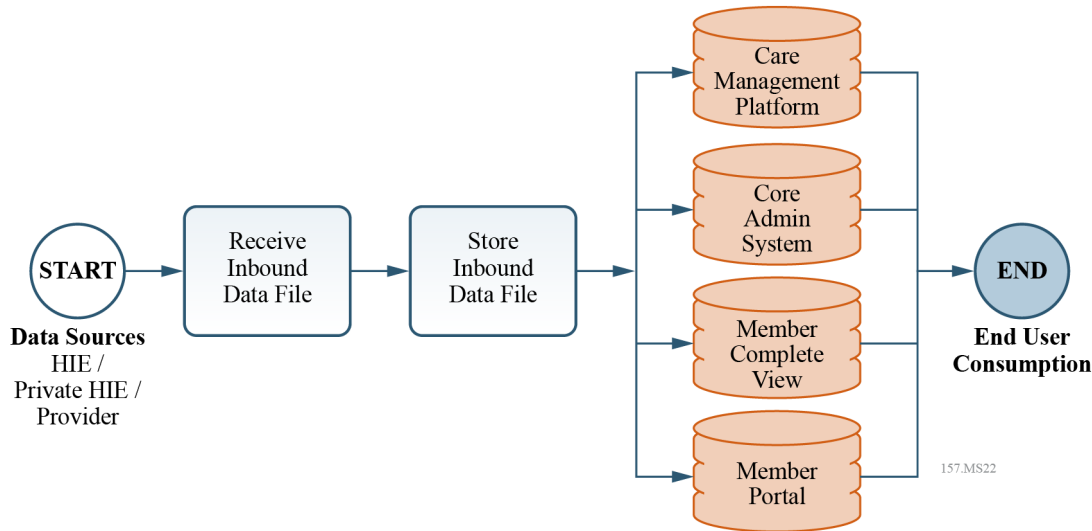 START
Data Sources
HIE /
Private HIE /
Provider
Receive
Inbound
Data File
Store
Inbound
Data File
Care
Management
Platform
Core
Admin
System
Member
Complete
View
Member
Portal
END
End User
Consumption
157.MS22